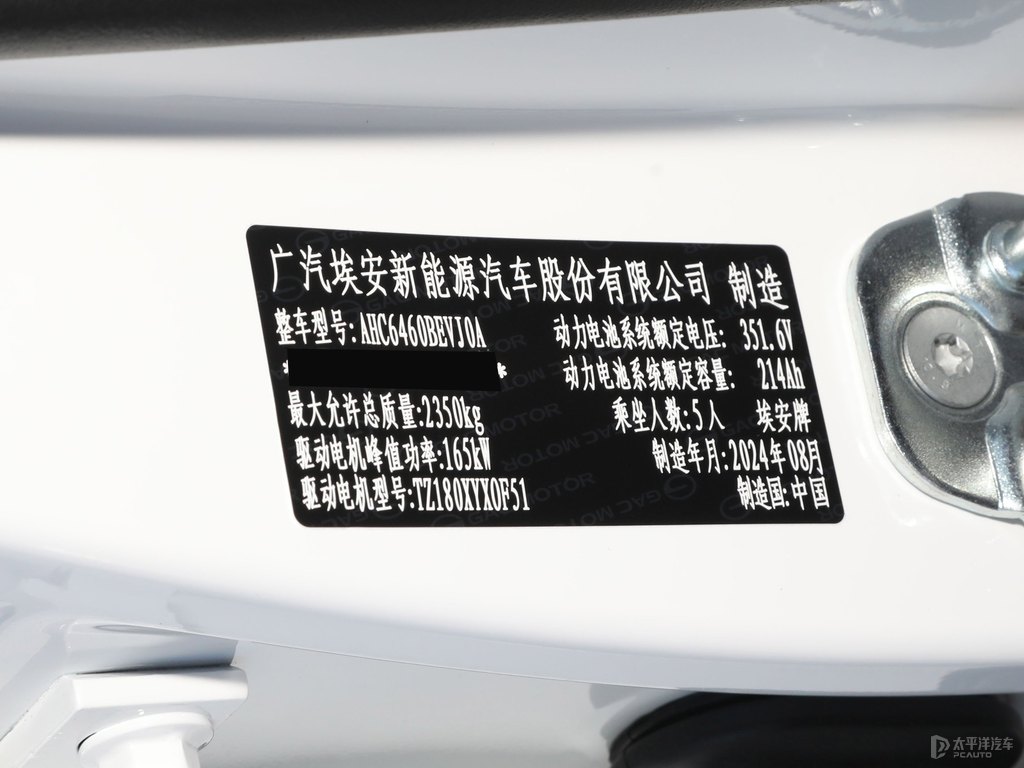 广汽埃安新能源汽车股份有限公司 制造
整车型号: AHC6460BEVJ0A 动力电池系统额定电压: 351.6V
* * 动力电池系统额定容量: 214Ah
最大允许总质量:2350kg 乘坐人数:5人 埃安牌
驱动电机峰值功率:165kW 制造年月:2024年08月
驱动电机型号:TZ180XYX0F51 制造国:中国
GAC MOTOR
8.8
太平洋汽车
PCAUTO